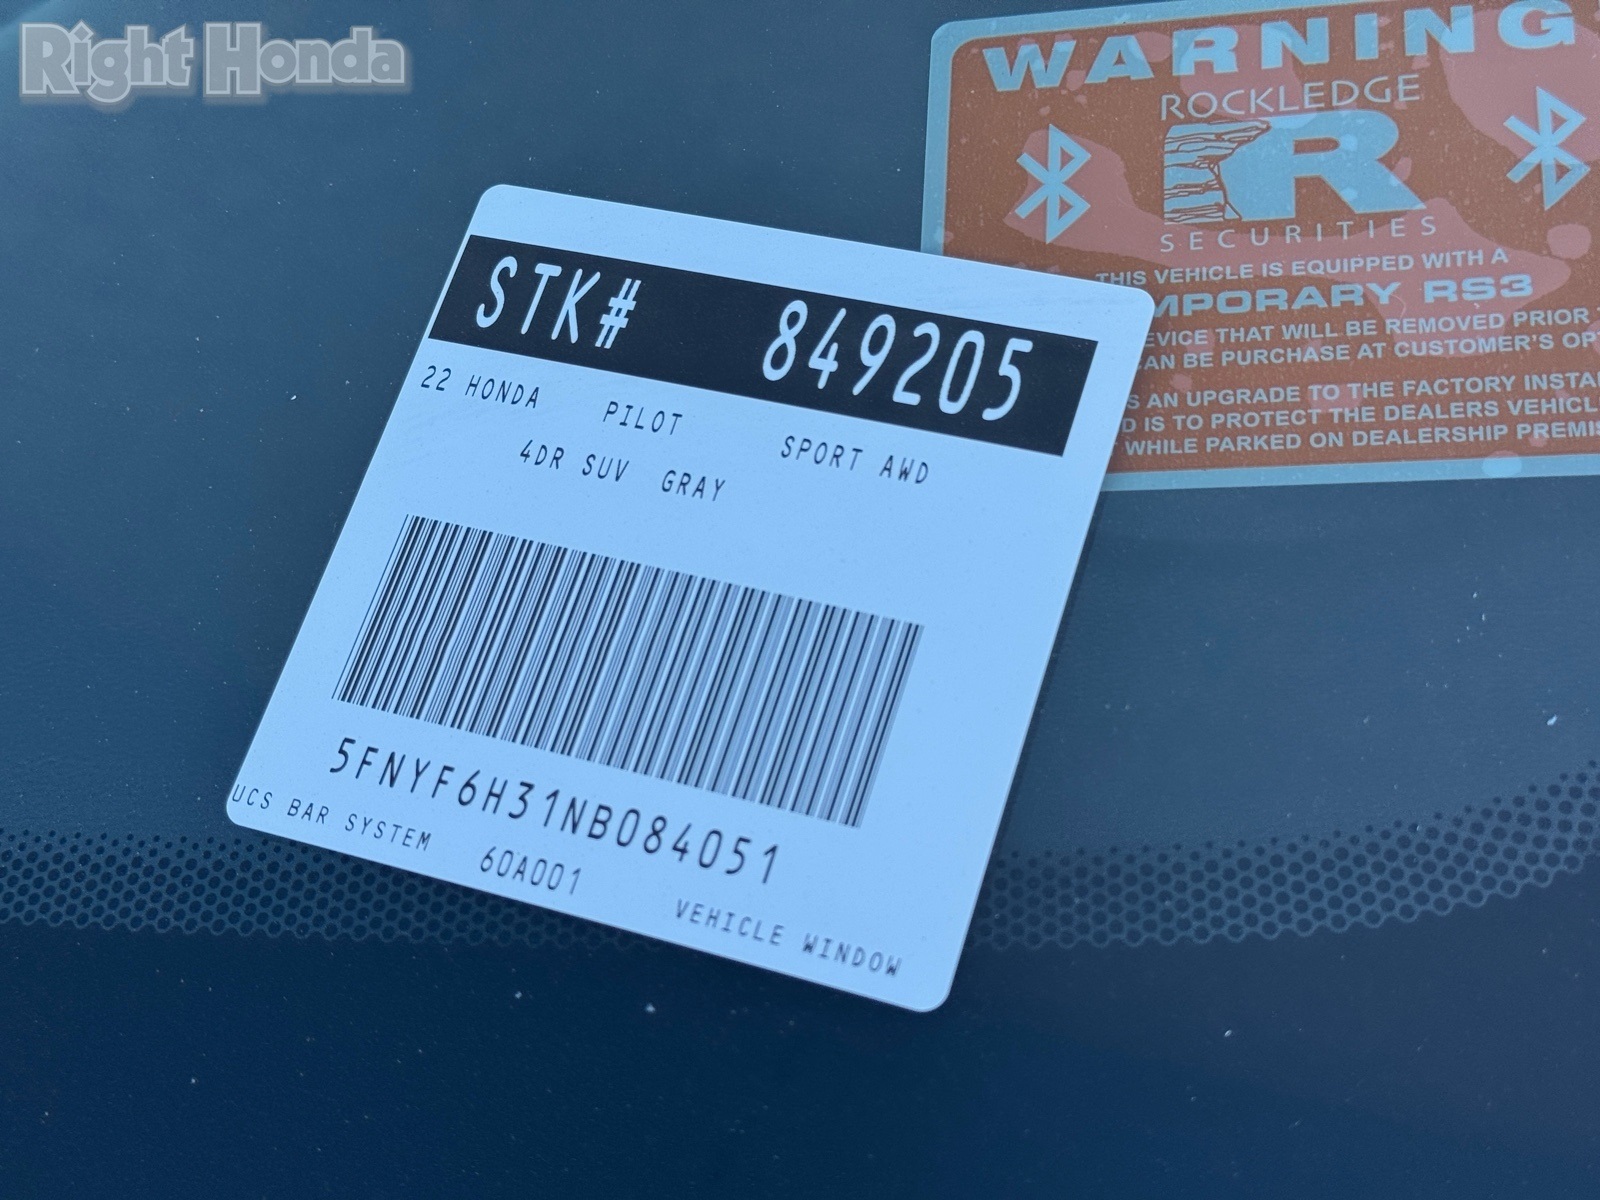 Right Honda
WARNING
ROCKLEDGE
R
SECURITIES
THIS VEHICLE IS EQUIPPED WITH A
MPORARY RS3
EVICE THAT WILL BE REMOVED PRIOR
CAN BE PURCHASE AT CUSTOMER'S OP
S AN UPGRADE TO THE FACTORY INSTA
D IS TO PROTECT THE DEALERS VEHICL
WHILE PARKED ON DEALERSHIP PREMIS
STK# 849205
22 HONDA PILOT SPORT AWD
4DR SUV GRAY
5FNYF6H31NB084051
UCS BAR SYSTEM 60A001 VEHICLE WINDOW